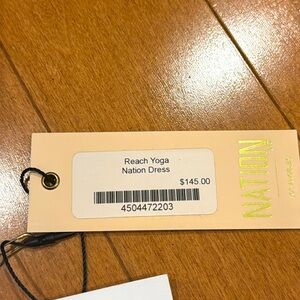 Reach Yoga
Nation Dress
$145.00
4504472203
NATION